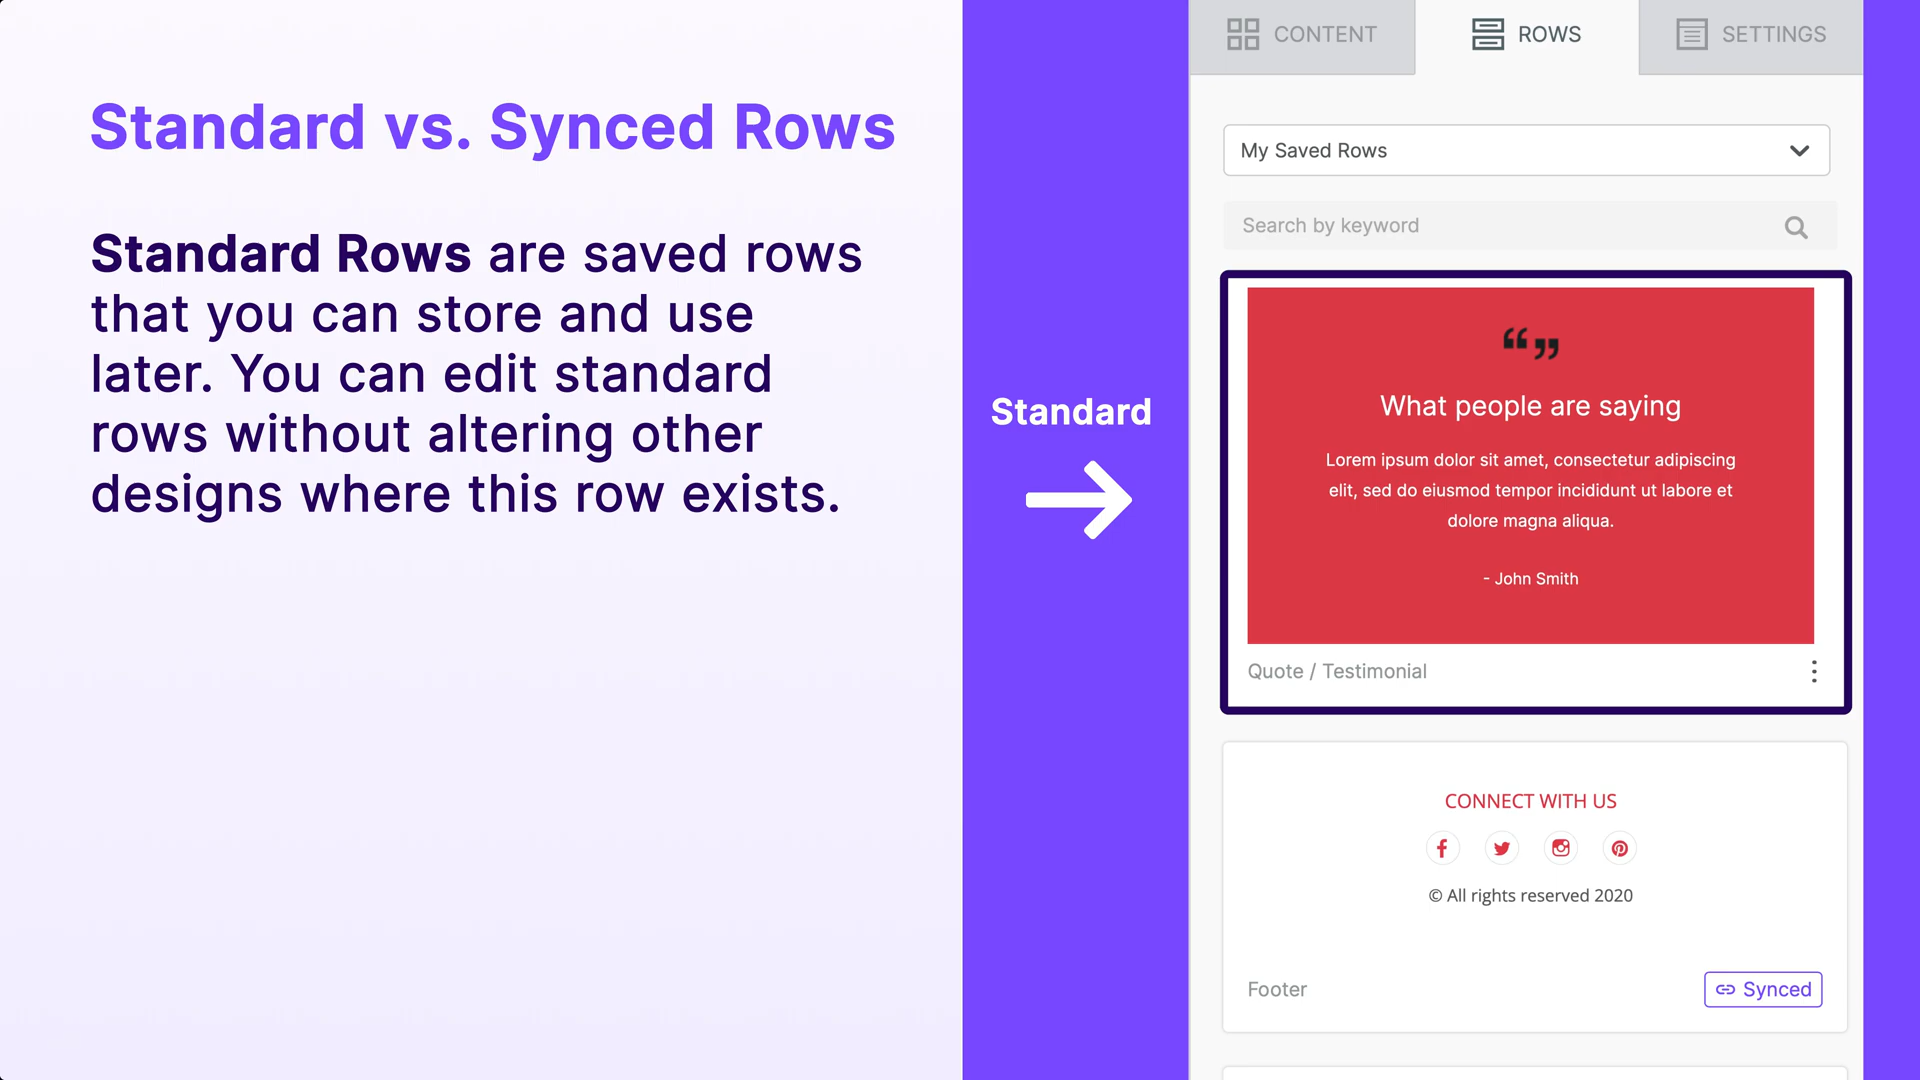 Standard vs. Synced Rows
Standard Rows are saved rows
that you can store and use
later. You can edit standard
rows without altering other
designs where this row exists.
Standard
CONTENT
ROWS
SETTINGS
My Saved Rows
Search by keyword
What people are saying
Lorem ipsum dolor sit amet, consectetur adipiscing
elit, sed do eiusmod tempor incididunt ut labore et
dolore magna aliqua.
- John Smith
Quote / Testimonial
CONNECT WITH US
© All rights reserved 2020
Footer
Synced